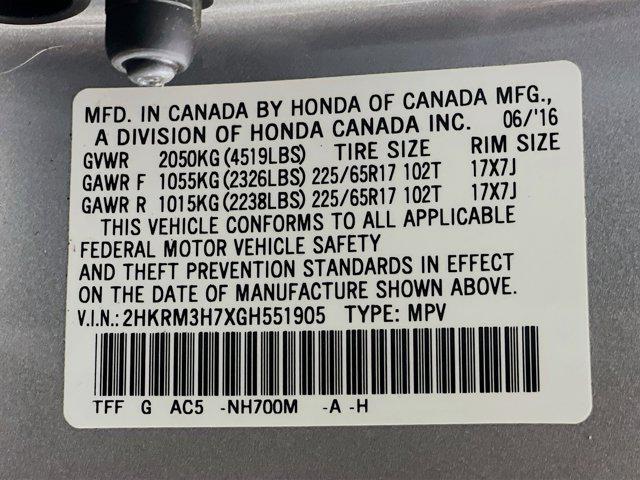 MFD. IN CANADA BY HONDA OF CANADA MFG.,
A DIVISION OF HONDA CANADA INC. 06/'16
GVWR 2050KG (4519LBS) TIRE SIZE RIM SIZE
GAWR F 1055KG (2326LBS) 225/65R17 102T 17X7J
GAWR R 1015KG (2238LBS) 225/65R17 102T 17X7J
THIS VEHICLE CONFORMS TO ALL APPLICABLE
FEDERAL MOTOR VEHICLE SAFETY
AND THEFT PREVENTION STANDARDS IN EFFECT
ON THE DATE OF MANUFACTURE SHOWN ABOVE.
V.I.N.: 2HKRM3H7XGH551905 TYPE: MPV
TFF G AC5 -NH700M -A -H